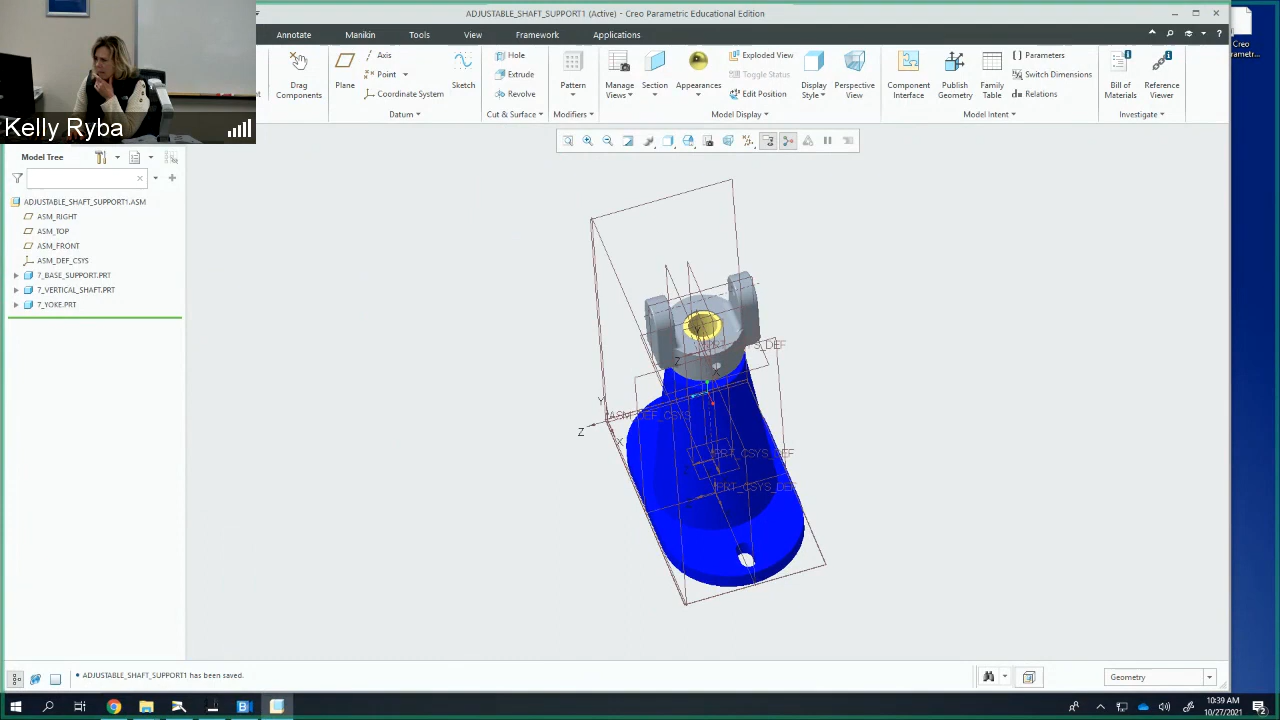 ADJUSTABLE_SHAFT_SUPPORT1 (Active) - Creo Parametric Educational Edition
Annotate Manikin Tools View Framework Applications
Drag Components
Plane
Axis
Point
Coordinate System
Sketch
Hole
Extrude
Revolve
Pattern
Manage Views
Section
Appearances
Exploded View
Toggle Status
Edit Position
Display Style
Perspective View
Component Interface
Publish Geometry
Family Table
Parameters
Switch Dimensions
Relations
Bill of Materials
Reference Viewer
Datum Cut & Surface Modifiers Model Display Model Intent Investigate
Kelly Ryba
Creo
Model Tree
ADJUSTABLE_SHAFT_SUPPORT1.ASM
ASM_RIGHT
ASM_TOP
ASM_FRONT
ASM_DEF_CSYS
7_BASE_SUPPORT.PRT
7_VERTICAL_SHAFT.PRT
7_YOKE.PRT
Y
Z
X
ASM_DEF_CSYS
Y
Z
X
PRT_CSYS_DEF
PRT_CSYS_DEF
ADJUSTABLE_SHAFT_SUPPORT1 has been saved.
Geometry
10:39 AM
10/27/2021